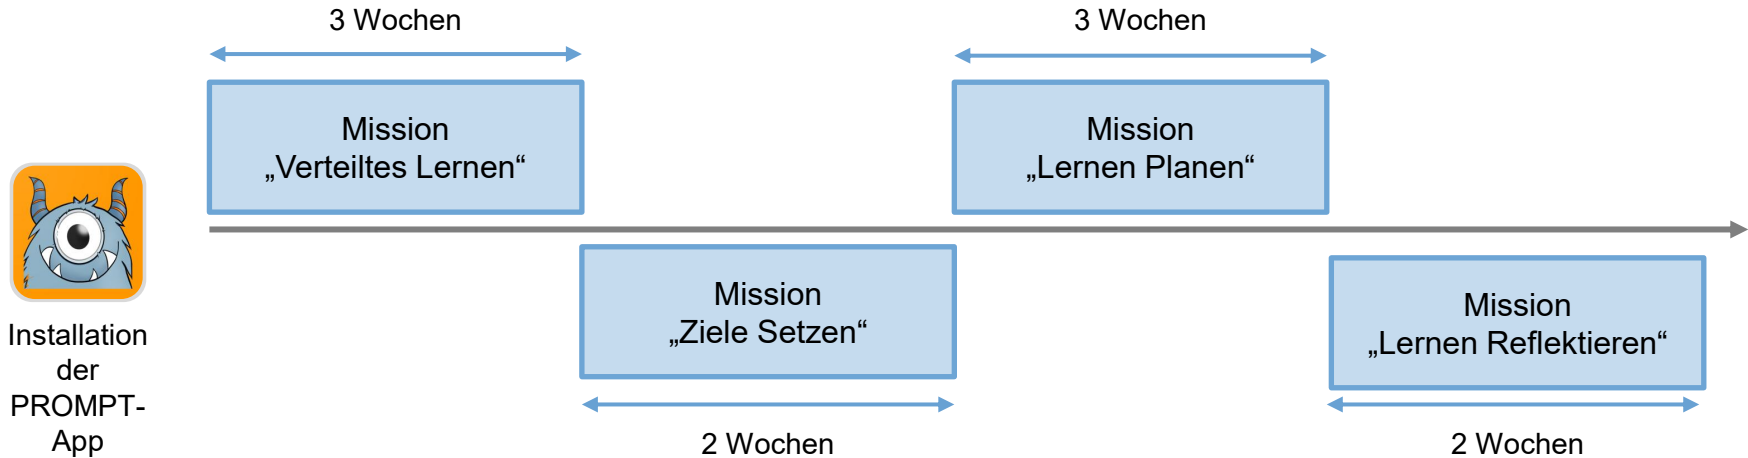 3 Wochen
3 Wochen
Mission
„Verteiltes Lernen“
Mission
„Lernen Planen“
Installation
der
PROMPT-
App
Mission
„Ziele Setzen“
Mission
„Lernen Reflektieren“
2 Wochen
2 Wochen